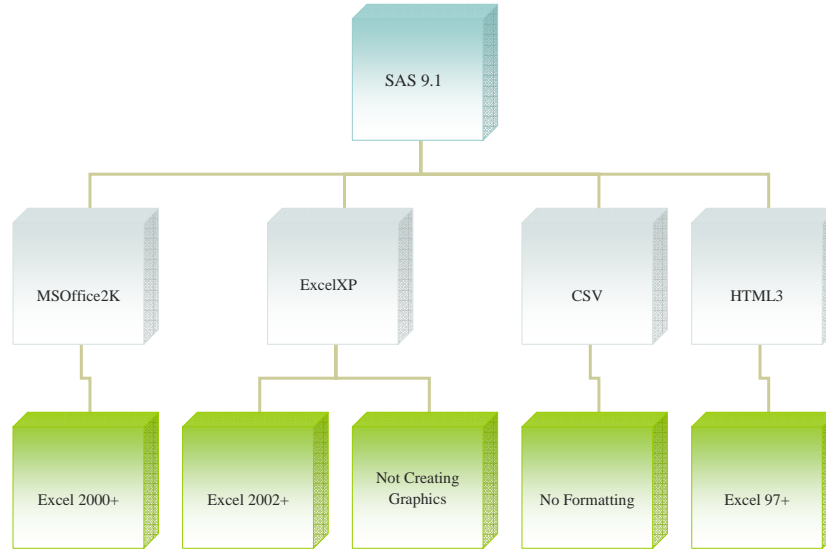 SAS 9.1
MSOffice2K
ExcelXP
CSV
HTML3
Excel 2000+
Excel 2002+
Not Creating
Graphics
No Formatting
Excel 97+